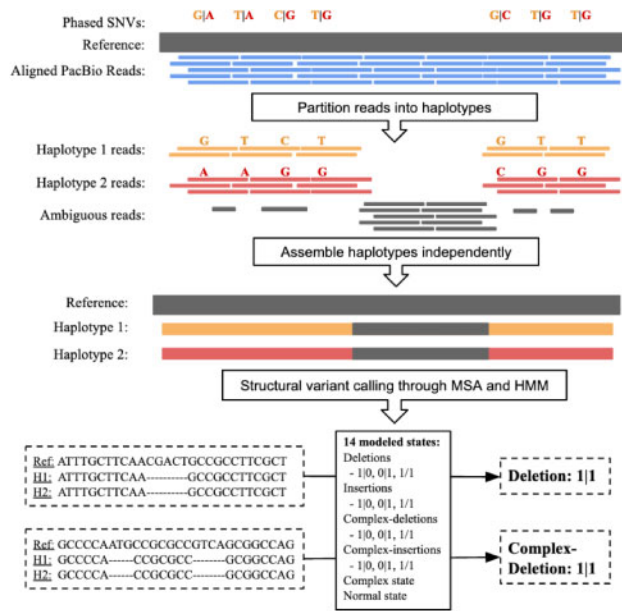 Phased SNVs: G|A T|A C|G T|G G|C T|G T|G
Reference:
Aligned PacBio Reads:
Partition reads into haplotypes
G T C T G T T
Haplotype 1 reads:
A A G G C G G
Haplotype 2 reads:
Ambiguous reads:
Assemble haplotypes independently
Reference:
Haplotype 1:
Haplotype 2:
Structural variant calling through MSA and HMM
Ref: ATTTGCTTCAACGACTGCCGCCTTCGCT
H1: ATTTGCTTCAA---------GCCGCCTTCGCT
H2: ATTTGCTTCAA---------GCCGCCTTCGCT
Ref: GCCCCAATGCCGCGCCGTCAGCGGCCAG
H1: GCCCCA------CCGCGCC--------GCGGCCAG
H2: GCCCCA------CCGCGCC--------GCGGCCAG
14 modeled states:
Deletions
- 1|0, 0|1, 1/1
Insertions
- 1|0, 0|1, 1/1
Complex-deletions
- 1|0, 0|1, 1/1
Complex-insertions
- 1|0, 0|1, 1/1
Complex state
Normal state
Deletion: 1|1
Complex-
Deletion: 1|1